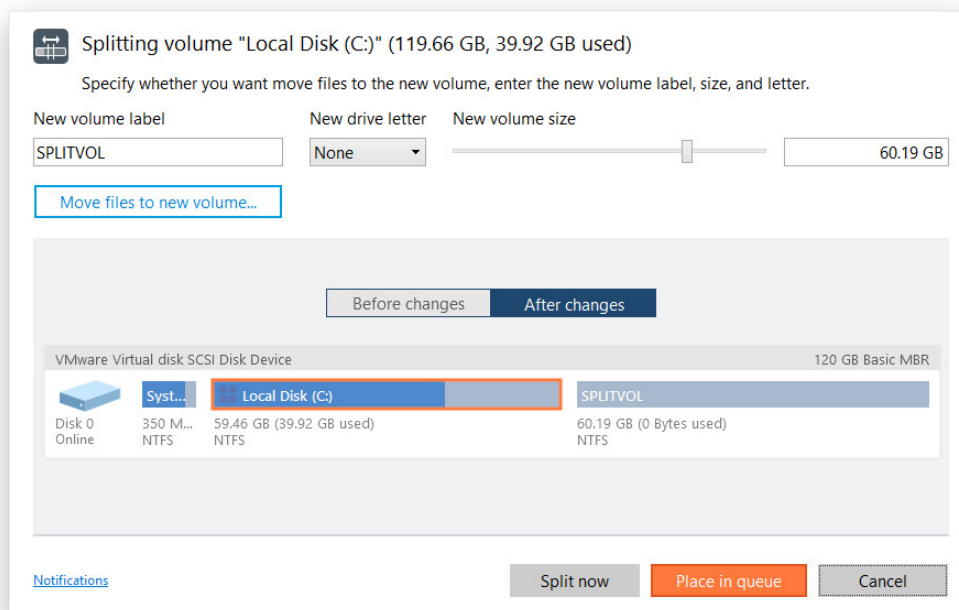 Splitting volume "Local Disk (C:)" (119.66 GB, 39.92 GB used)
Specify whether you want move files to the new volume, enter the new volume label, size, and letter.
New volume label
New drive letter
New volume size
SPLITVOL
None
60.19 GB
Move files to new volume...
Before changes
After changes
VMware Virtual disk SCSI Disk Device
120 GB Basic MBR
Syst...
Local Disk (C:)
SPLITVOL
Disk 0
350 M...
59.46 GB (39.92 GB used)
60.19 GB (0 Bytes used)
Online
NTFS
NTFS
NTFS
Notifications
Split now
Place in queue
Cancel